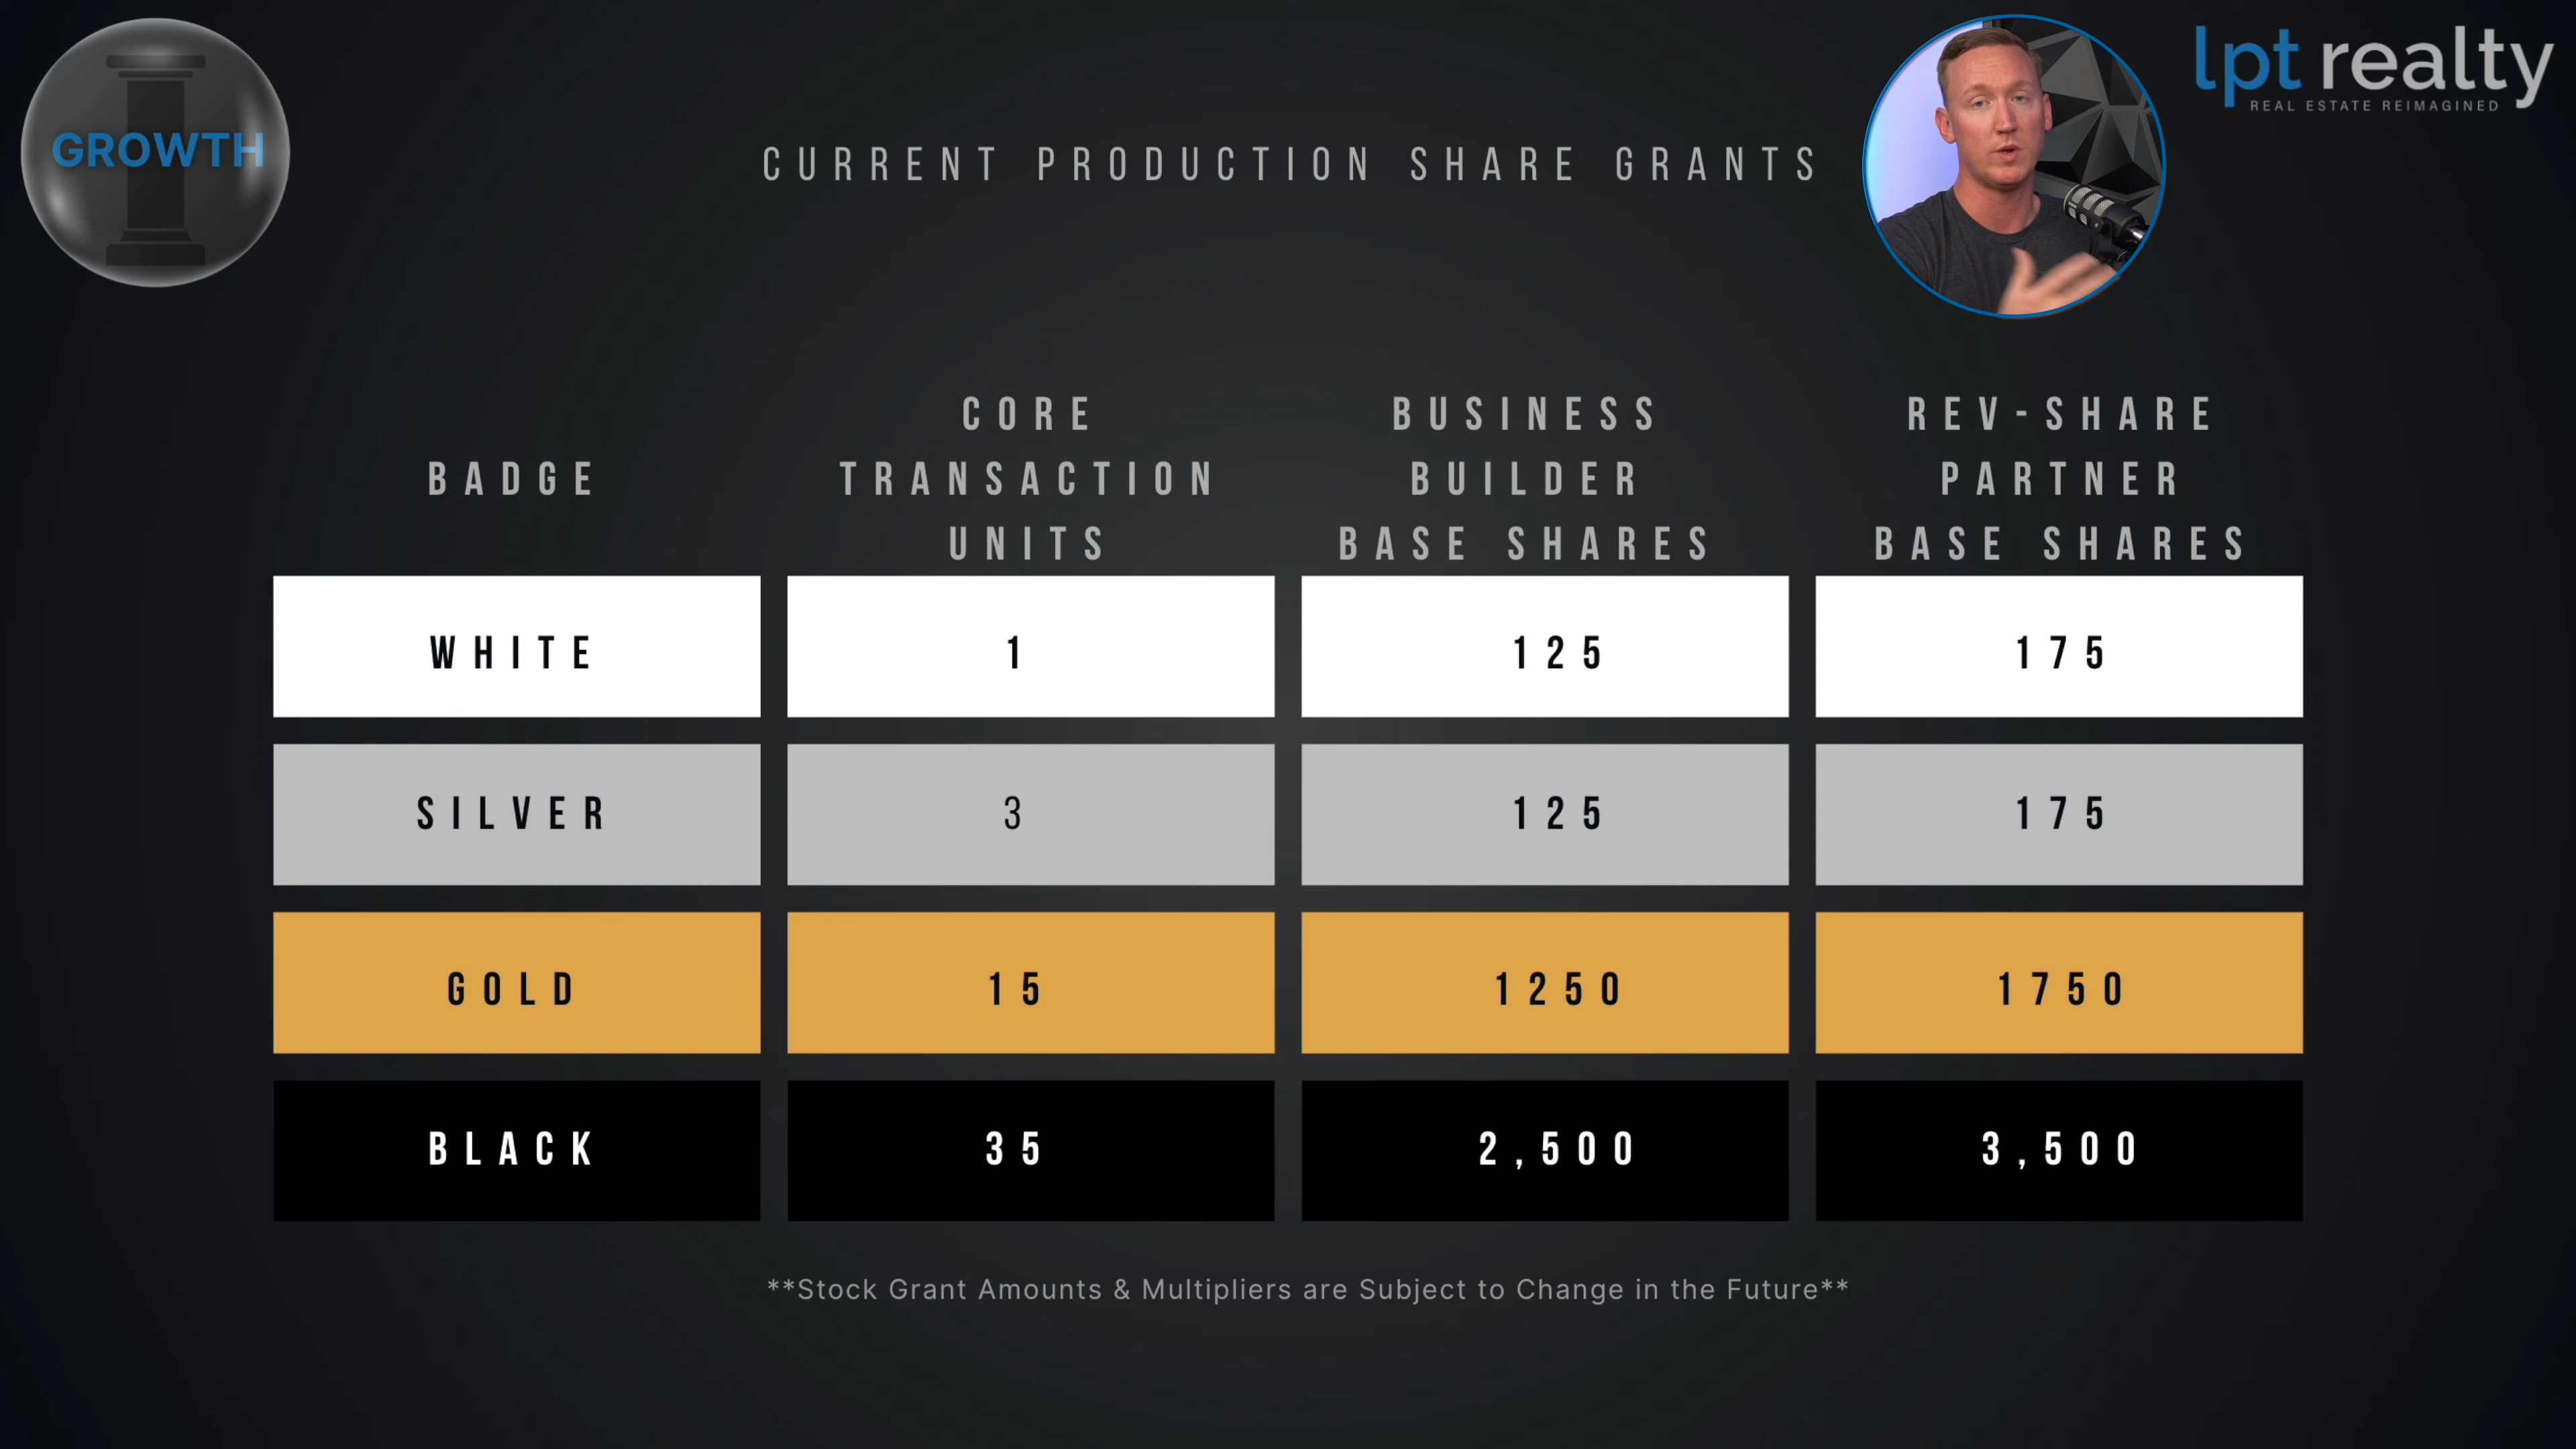 GROWTH
lpt realty
REAL ESTATE REIMAGINED
CURRENT PRODUCTION SHARE GRANTS
BADGE
CORE
TRANSACTION
UNITS
BUSINESS
BUILDER
BASE SHARES
REV-SHARE
PARTNER
BASE SHARES
WHITE 1 125 175
SILVER 3 125 175
GOLD 15 1250 1750
BLACK 35 2,500 3,500
**Stock Grant Amounts & Multipliers are Subject to Change in the Future**